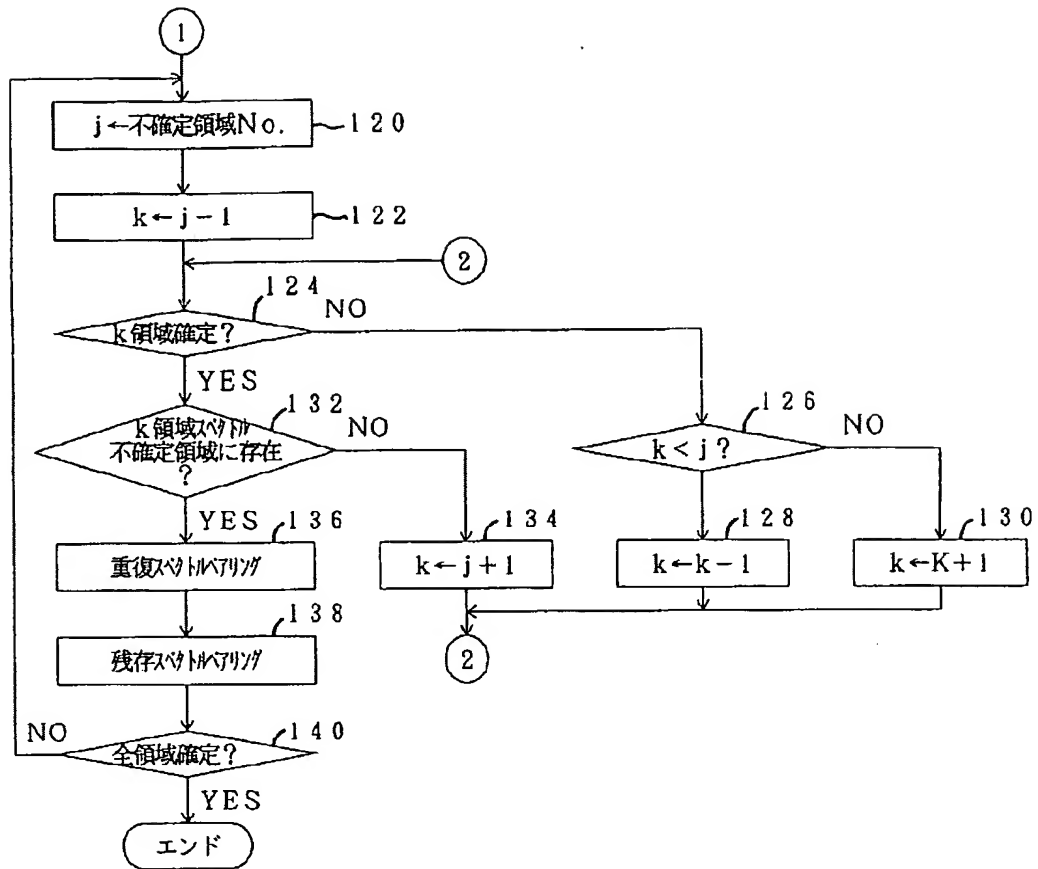 1
j←不確定領域No.
120
k←j-1
122
2
124
k領域確定?
NO
YES
132
k領域スペクトル
不確定領域に存在
?
NO
YES
126
k<j?
NO
YES
134
k←j+1
128
k←k-1
130
k←K+1
2
136
重復スペクトルペアリング
138
残存スペクトルペアリング
140
全領域確定?
NO
YES
エンド